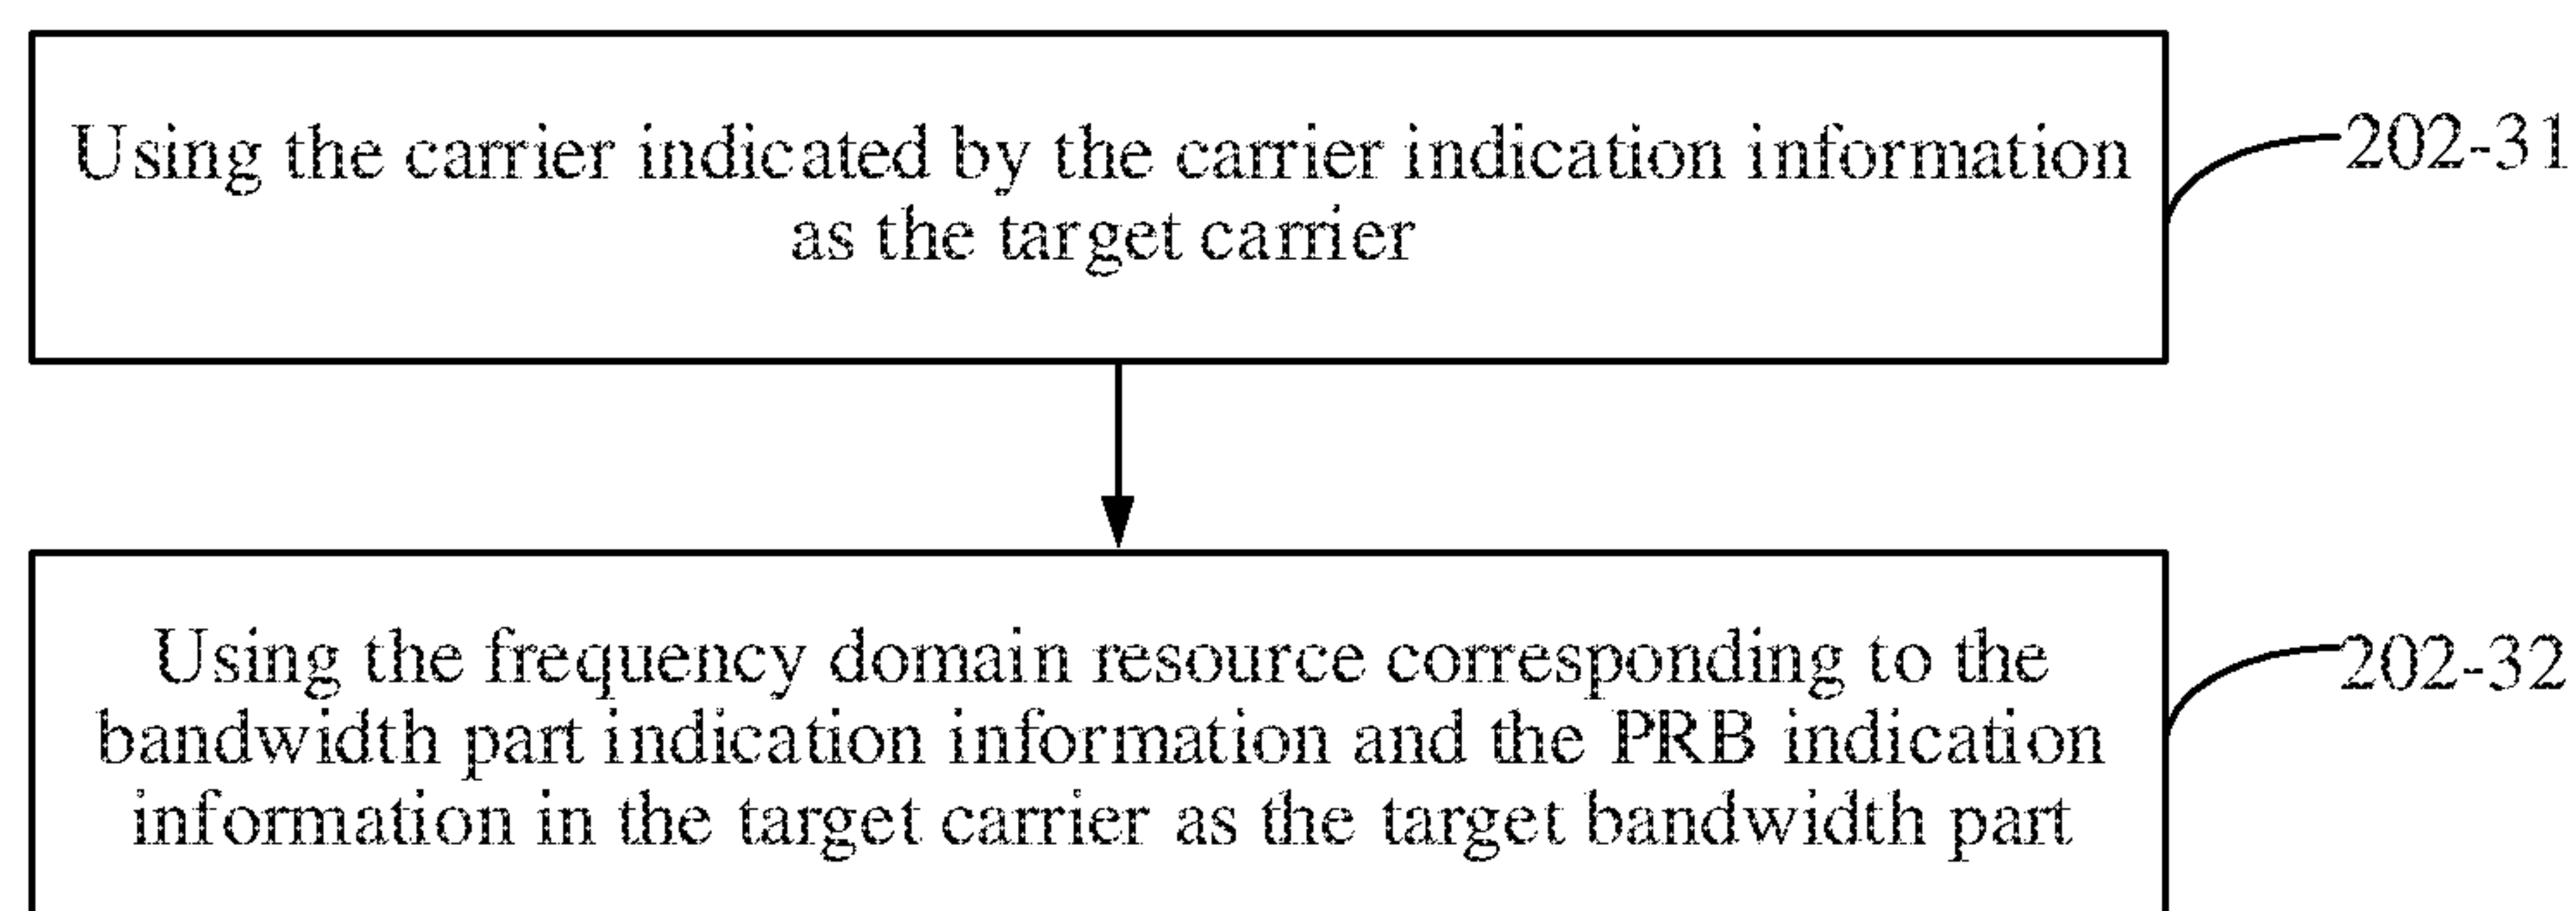 Using the carrier indicated by the carrier indication information
as the target carrier
202-31
Using the frequency domain resource corresponding to the
bandwidth part indication information and the PRB indication
information in the target carrier as the target bandwidth part
202-32